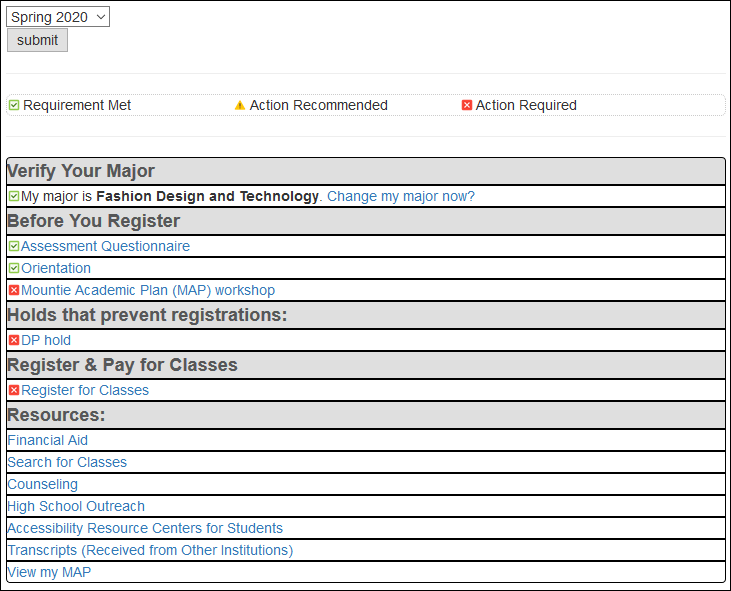 Spring 2020
submit
Requirement Met Action Recommended Action Required
Verify Your Major
My major is Fashion Design and Technology. Change my major now?
Before You Register
Assessment Questionnaire
Orientation
Mountie Academic Plan (MAP) workshop
Holds that prevent registrations:
DP hold
Register & Pay for Classes
Register for Classes
Resources:
Financial Aid
Search for Classes
Counseling
High School Outreach
Accessibility Resource Centers for Students
Transcripts (Received from Other Institutions)
View my MAP